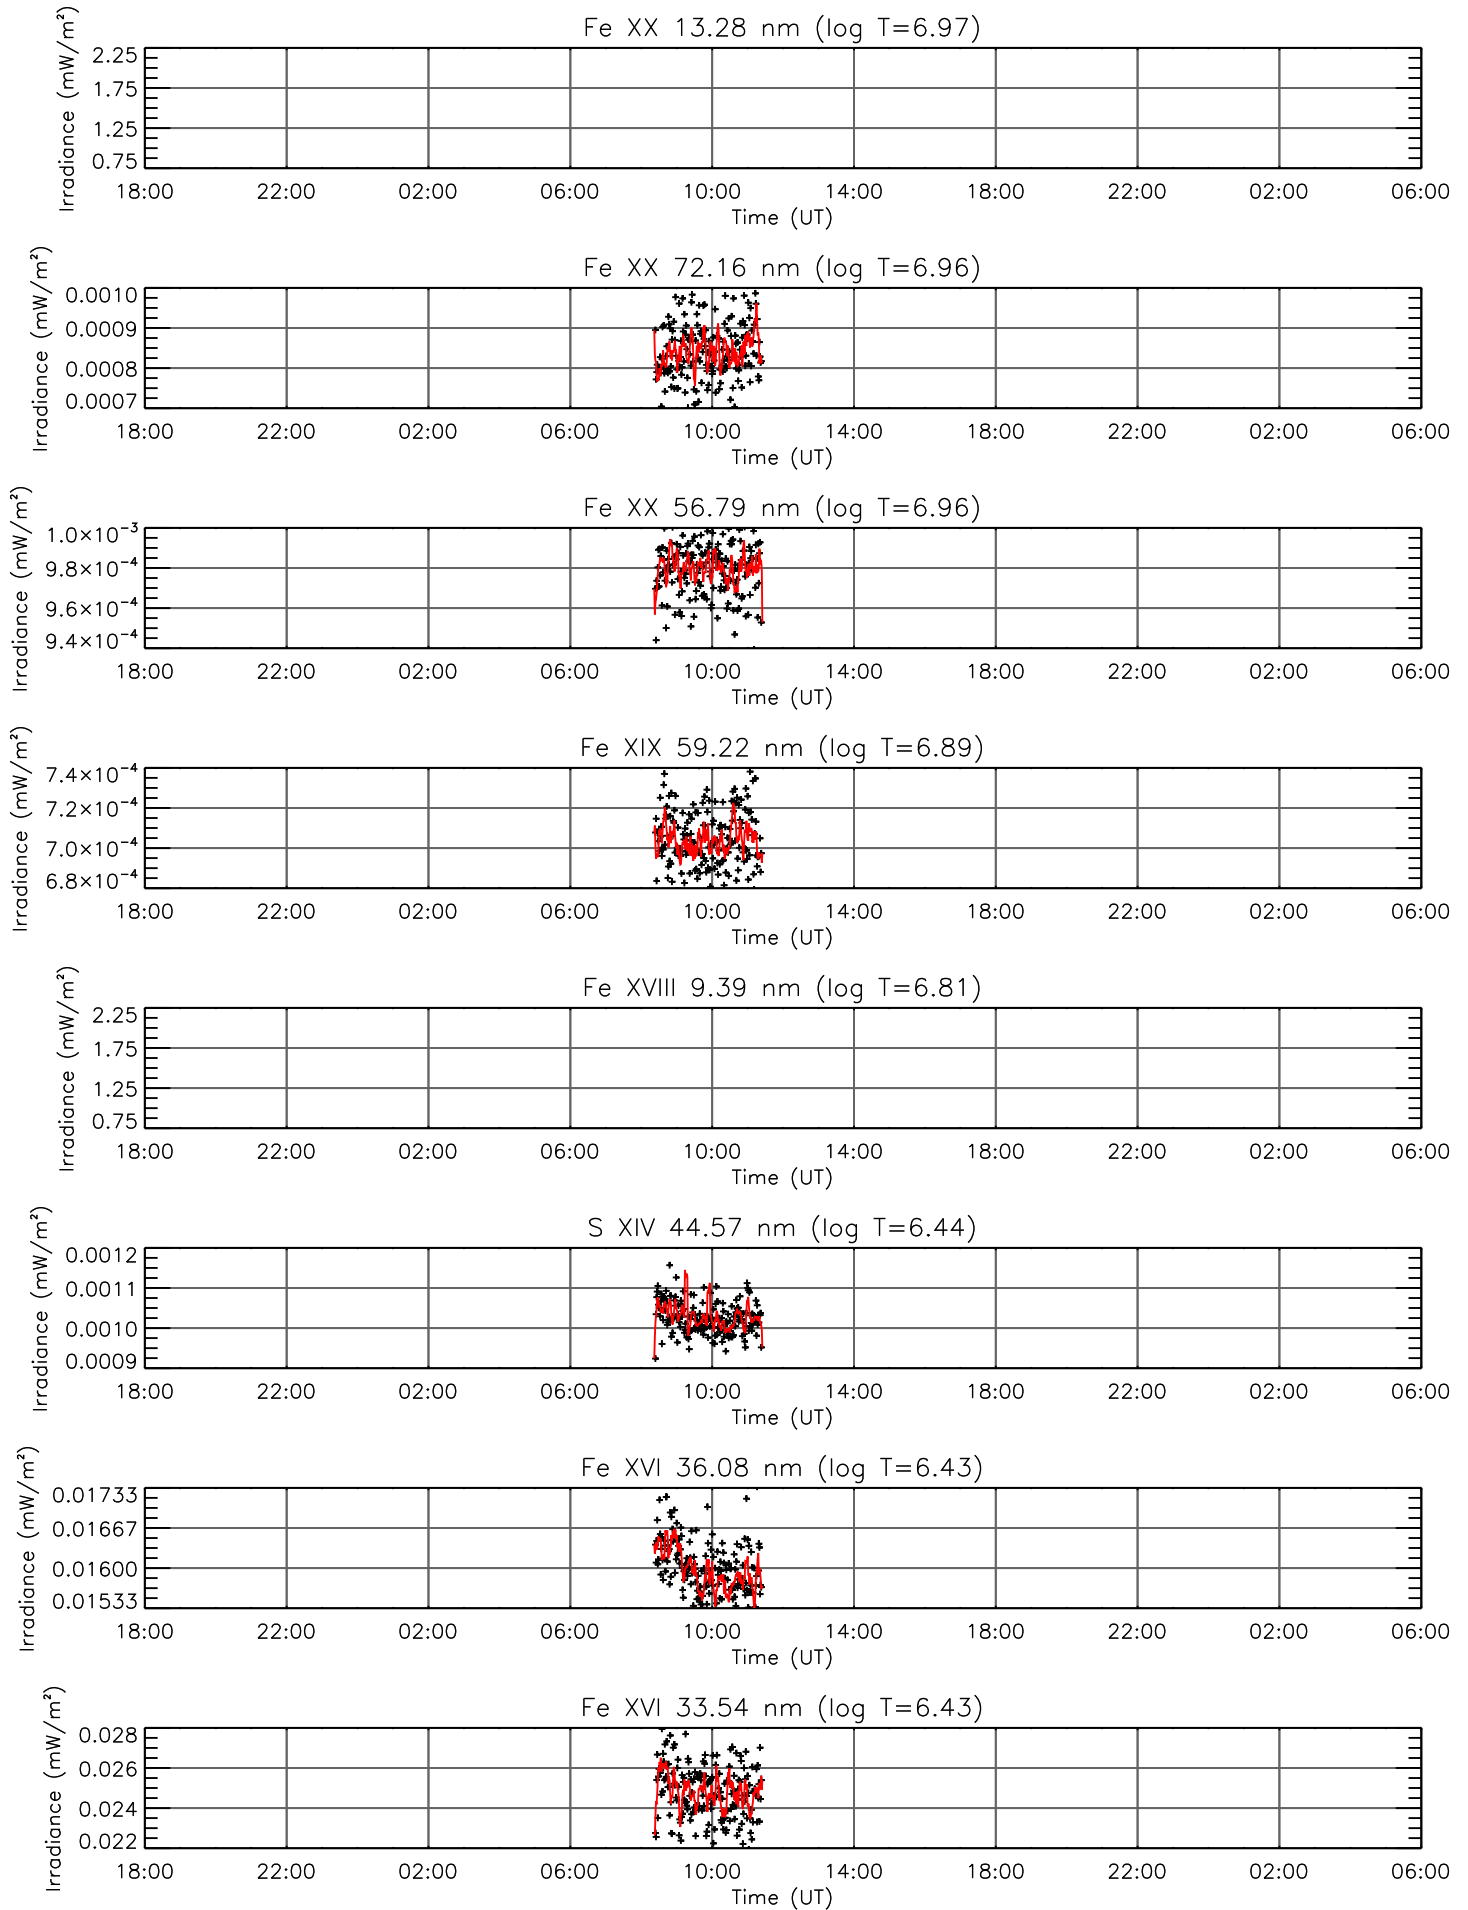 Fe XX 13.28 nm (log T=6.97)
Irradiance (mW/m²)
2.25
1.75
1.25
0.75
18:00 22:00 02:00 06:00 10:00 14:00 18:00 22:00 02:00 06:00
Time (UT)
Fe XX 72.16 nm (log T=6.96)
Irradiance (mW/m²)
0.0010
0.0009
0.0008
0.0007
18:00 22:00 02:00 06:00 10:00 14:00 18:00 22:00 02:00 06:00
Time (UT)
Fe XX 56.79 nm (log T=6.96)
Irradiance (mW/m²)
1.0×10⁻³
9.8×10⁻⁴
9.6×10⁻⁴
9.4×10⁻⁴
18:00 22:00 02:00 06:00 10:00 14:00 18:00 22:00 02:00 06:00
Time (UT)
Fe XIX 59.22 nm (log T=6.89)
Irradiance (mW/m²)
7.4×10⁻⁴
7.2×10⁻⁴
7.0×10⁻⁴
6.8×10⁻⁴
18:00 22:00 02:00 06:00 10:00 14:00 18:00 22:00 02:00 06:00
Time (UT)
Fe XVIII 9.39 nm (log T=6.81)
Irradiance (mW/m²)
2.25
1.75
1.25
0.75
18:00 22:00 02:00 06:00 10:00 14:00 18:00 22:00 02:00 06:00
Time (UT)
S XIV 44.57 nm (log T=6.44)
Irradiance (mW/m²)
0.0012
0.0011
0.0010
0.0009
18:00 22:00 02:00 06:00 10:00 14:00 18:00 22:00 02:00 06:00
Time (UT)
Fe XVI 36.08 nm (log T=6.43)
Irradiance (mW/m²)
0.01733
0.01667
0.01600
0.01533
18:00 22:00 02:00 06:00 10:00 14:00 18:00 22:00 02:00 06:00
Time (UT)
Fe XVI 33.54 nm (log T=6.43)
Irradiance (mW/m²)
0.028
0.026
0.024
0.022
18:00 22:00 02:00 06:00 10:00 14:00 18:00 22:00 02:00 06:00
Time (UT)